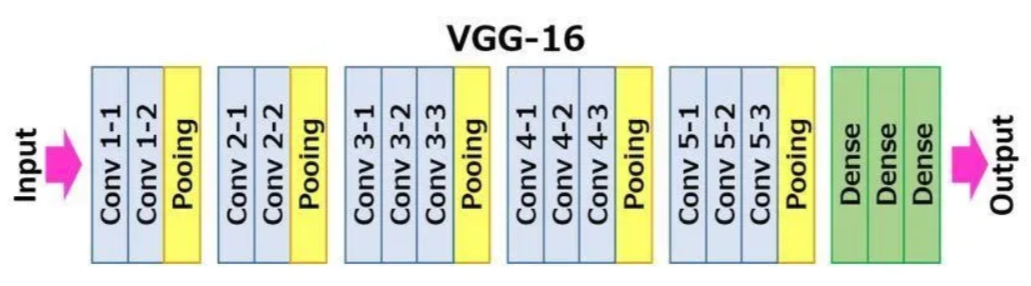 VGG-16
Input
Conv 1-1
Conv 1-2
Pooing
Conv 2-1
Conv 2-2
Pooing
Conv 3-1
Conv 3-2
Conv 3-3
Pooing
Conv 4-1
Conv 4-2
Conv 4-3
Pooing
Conv 5-1
Conv 5-2
Conv 5-3
Pooing
Dense
Dense
Dense
Output